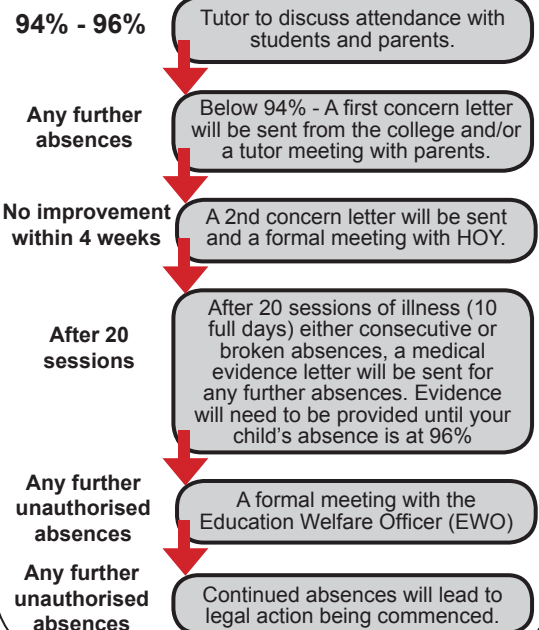 94% - 96%
Tutor to discuss attendance with
students and parents.
Any further
absences
Below 94% - A first concern letter
will be sent from the college and/or
a tutor meeting with parents.
No improvement
within 4 weeks
A 2nd concern letter will be sent
and a formal meeting with HOY.
After 20
sessions
After 20 sessions of illness (10
full days) either consecutive or
broken absences, a medical
evidence letter will be sent for
any further absences. Evidence
will need to be provided until your
child's absence is at 96%
Any further
unauthorised
absences
A formal meeting with the
Education Welfare Officer (EWO)
Any further
unauthorised
absences
Continued absences will lead to
legal action being commenced.